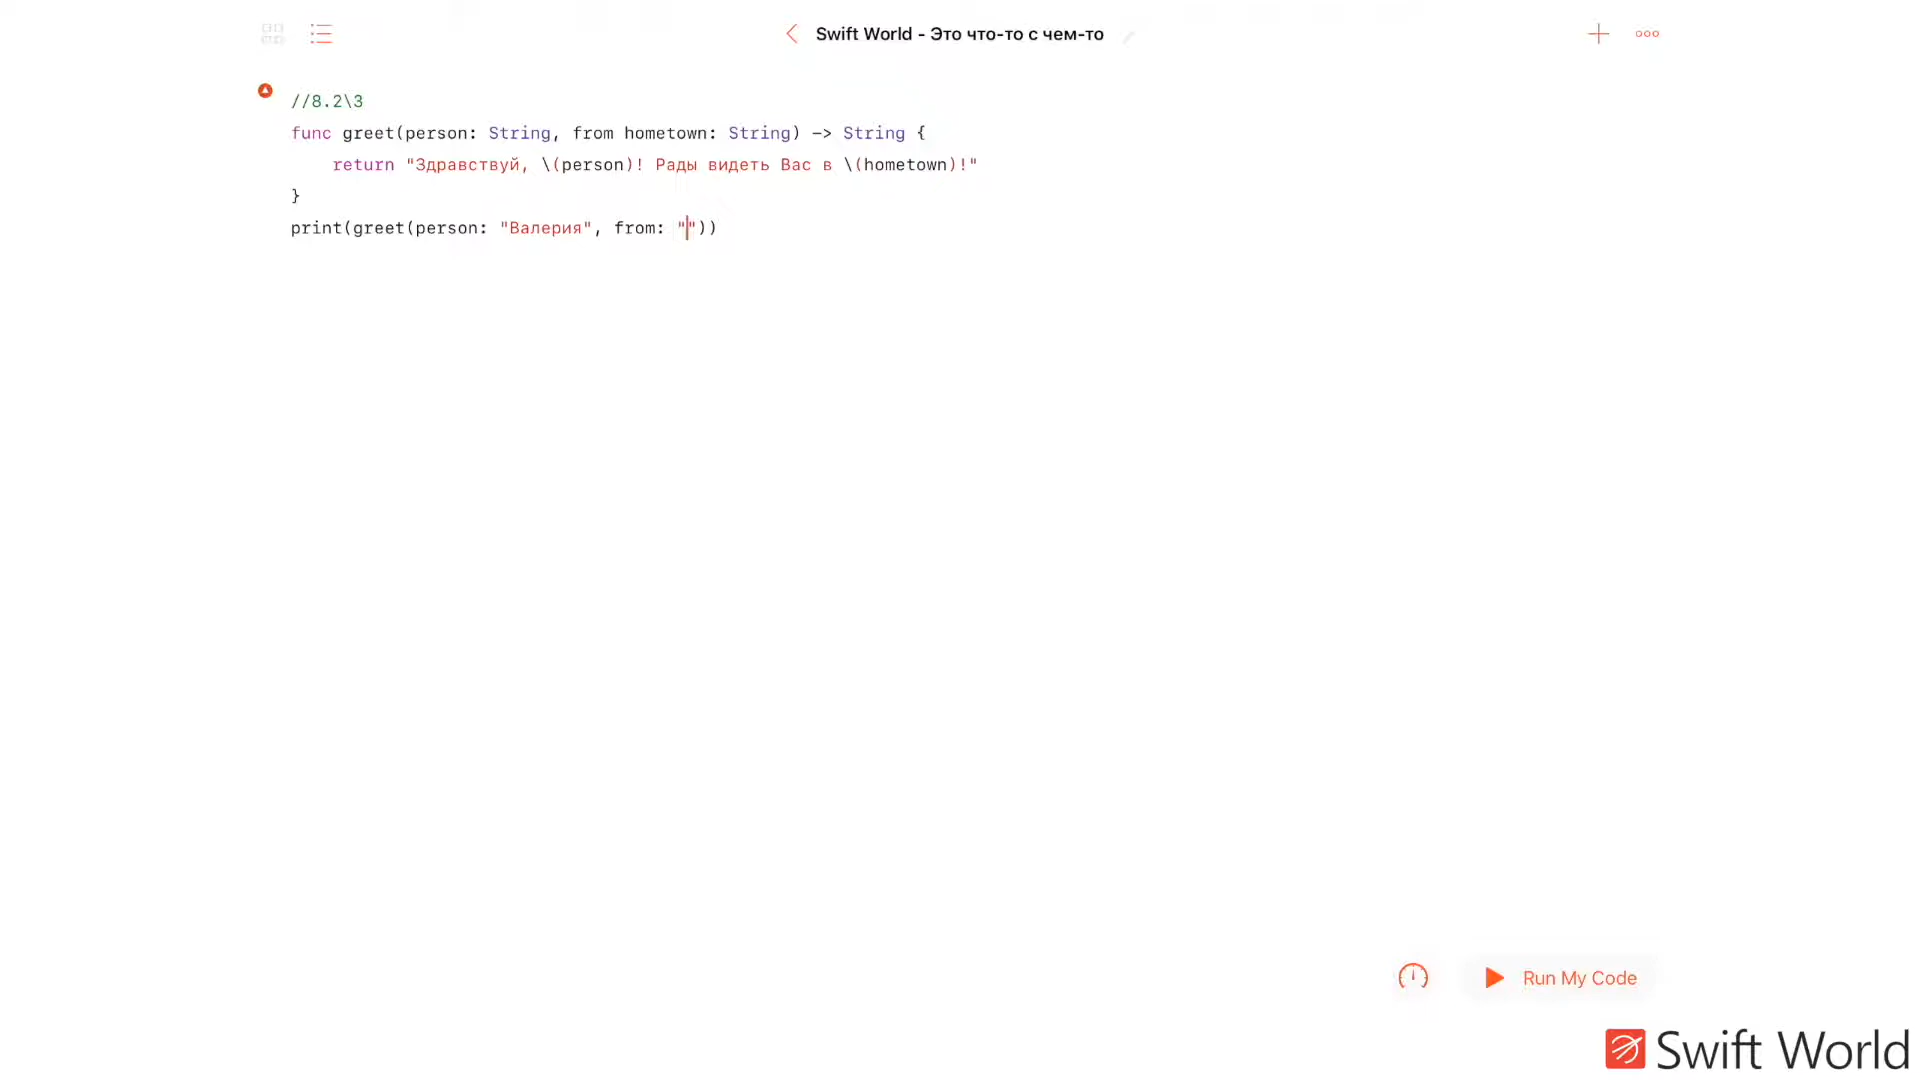 Swift World - Это что-то с чем-то
//8.2\3
func greet(person: String, from hometown: String) -> String {
return "Здравствуй, \(person)! Рады видеть Вас в \(hometown)!"
}
print(greet(person: "Валерия", from: ""))
Run My Code
Swift World